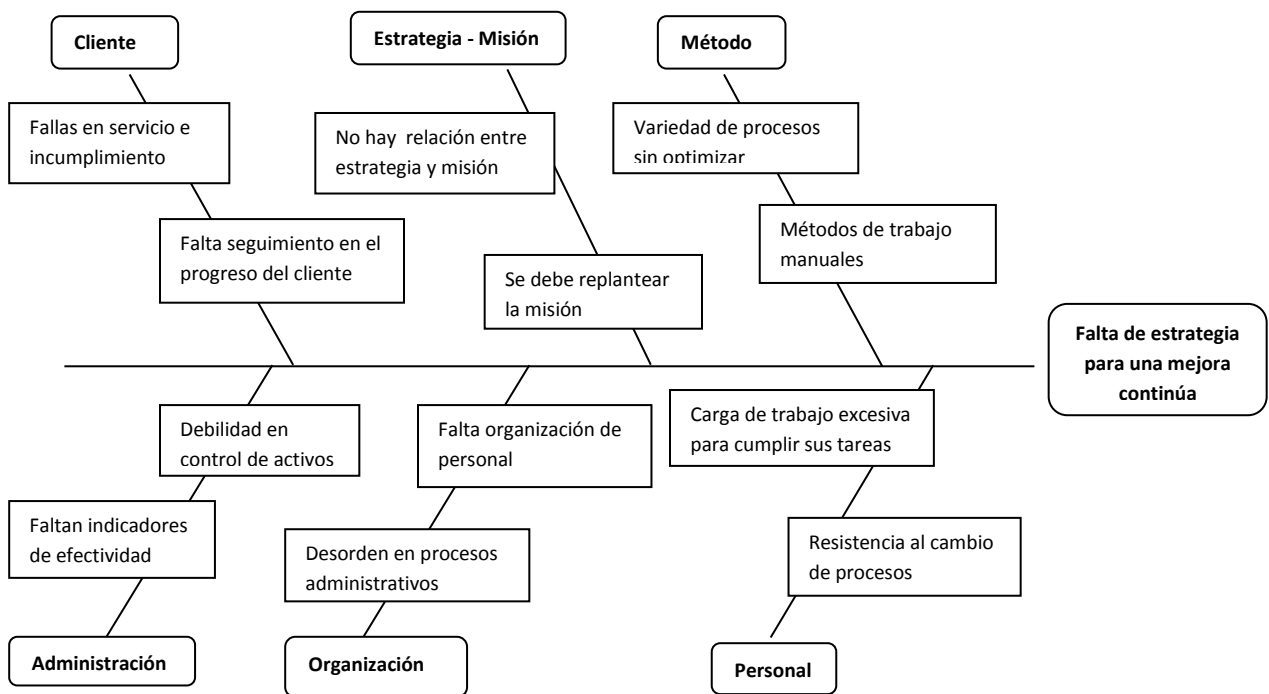 Cliente
Estrategia - Misión
Método
Fallas en servicio e
incumplimiento
No hay relación entre
estrategia y misión
Variedad de procesos
sin optimizar
Falta seguimiento en el
progreso del cliente
Se debe replantear
la misión
Métodos de trabajo
manuales
Falta de estrategia
para una mejora
continúa
Debilidad en
control de activos
Falta organización de
personal
Carga de trabajo excesiva
para cumplir sus tareas
Faltan indicadores
de efectividad
Desorden en procesos
administrativos
Resistencia al cambio
de procesos
Administración
Organización
Personal